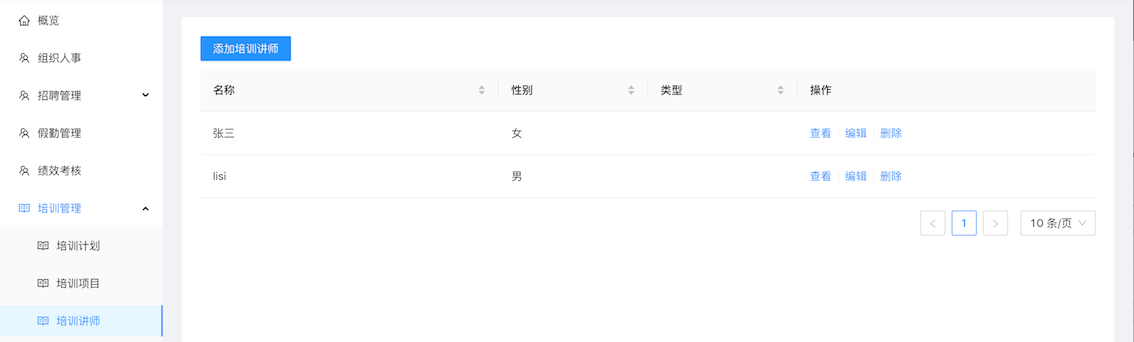 概览
组织人事
招聘管理
假勤管理
绩效考核
培训管理
培训计划
培训项目
培训讲师
添加培训讲师
名称 性别 类型 操作
张三 女 查看 编辑 删除
lisi 男 查看 编辑 删除
1 10 条/页